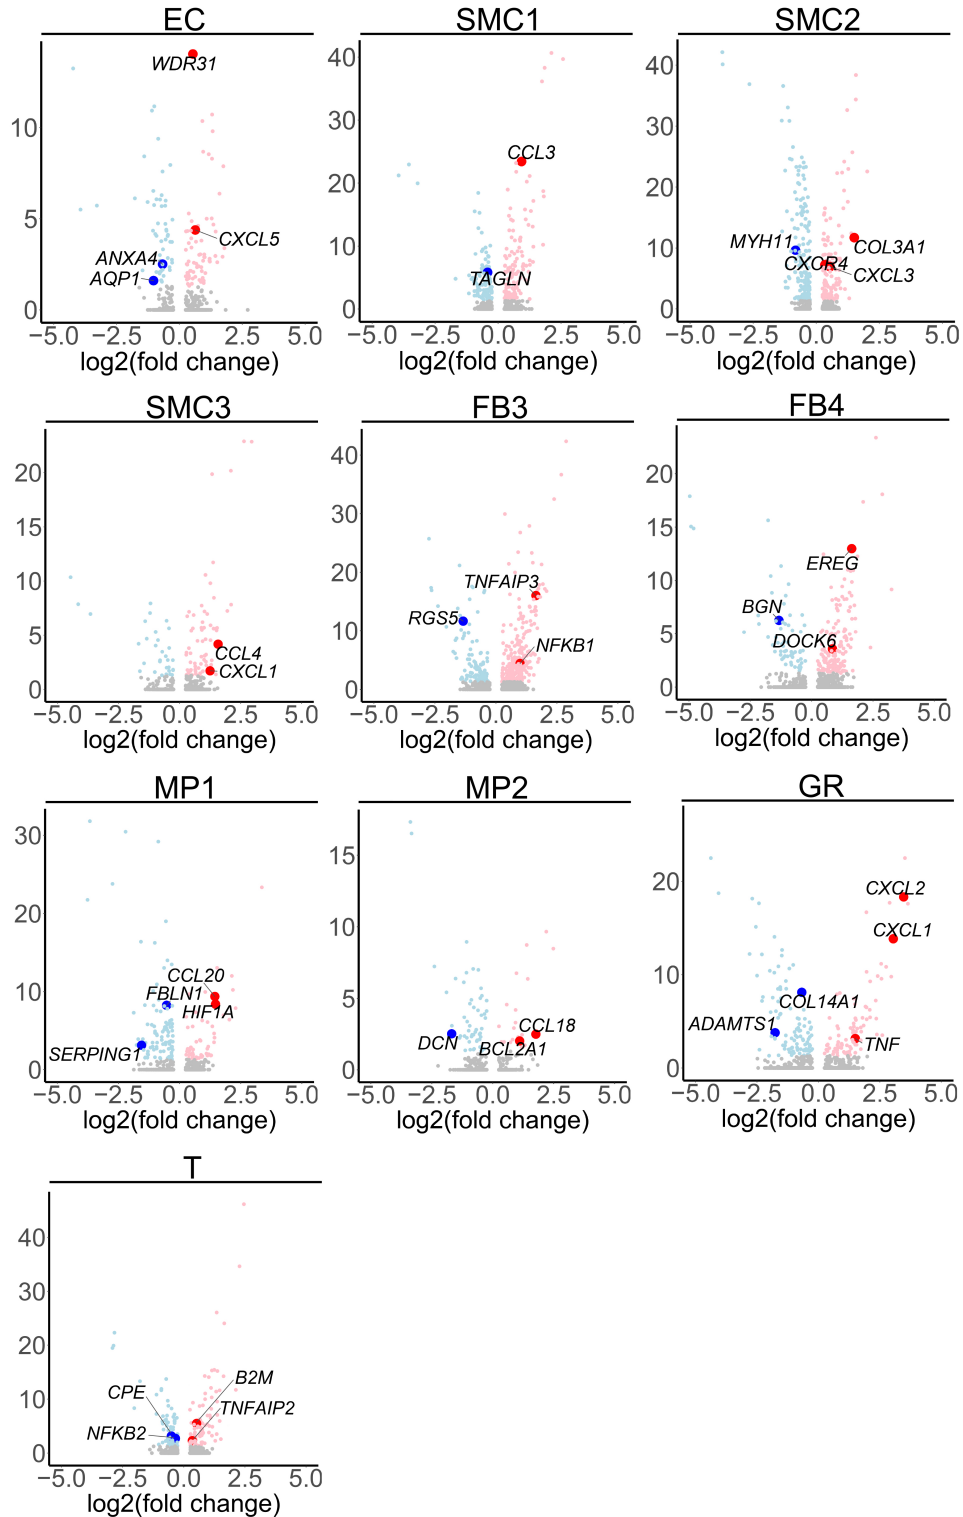 EC SMC1 SMC2
WDR31
CXCL5
ANXA4
AQP1
10
5
0
−5.0 −2.5 0.0 2.5 5.0
log2(fold change)
CCL3
TAGLN
40
30
20
10
0
−5.0 −2.5 0.0 2.5 5.0
log2(fold change)
MYH11
COL3A1
CXCR4
CXCL3
40
30
20
10
0
−5.0 −2.5 0.0 2.5 5.0
log2(fold change)
SMC3 FB3 FB4
20
15
10
5
0
CCL4
CXCL1
−5.0 −2.5 0.0 2.5 5.0
log2(fold change)
40
30
20
10
0
TNFAIP3
RGS5
NFKB1
−5.0 −2.5 0.0 2.5 5.0
log2(fold change)
20
15
10
5
0
EREG
BGN
DOCK6
−5.0 −2.5 0.0 2.5 5.0
log2(fold change)
MP1 MP2 GR
30
20
10
0
CCL20
FBLN1
HIF1A
SERPING1
−5.0 −2.5 0.0 2.5 5.0
log2(fold change)
15
10
5
0
CCL18
DCN
BCL2A1
−5.0 −2.5 0.0 2.5 5.0
log2(fold change)
20
10
0
CXCL2
CXCL1
COL14A1
ADAMTS1
TNF
−5.0 −2.5 0.0 2.5 5.0
log2(fold change)
T
40
30
20
10
0
B2M
CPE
TNFAIP2
NFKB2
−5.0 −2.5 0.0 2.5 5.0
log2(fold change)